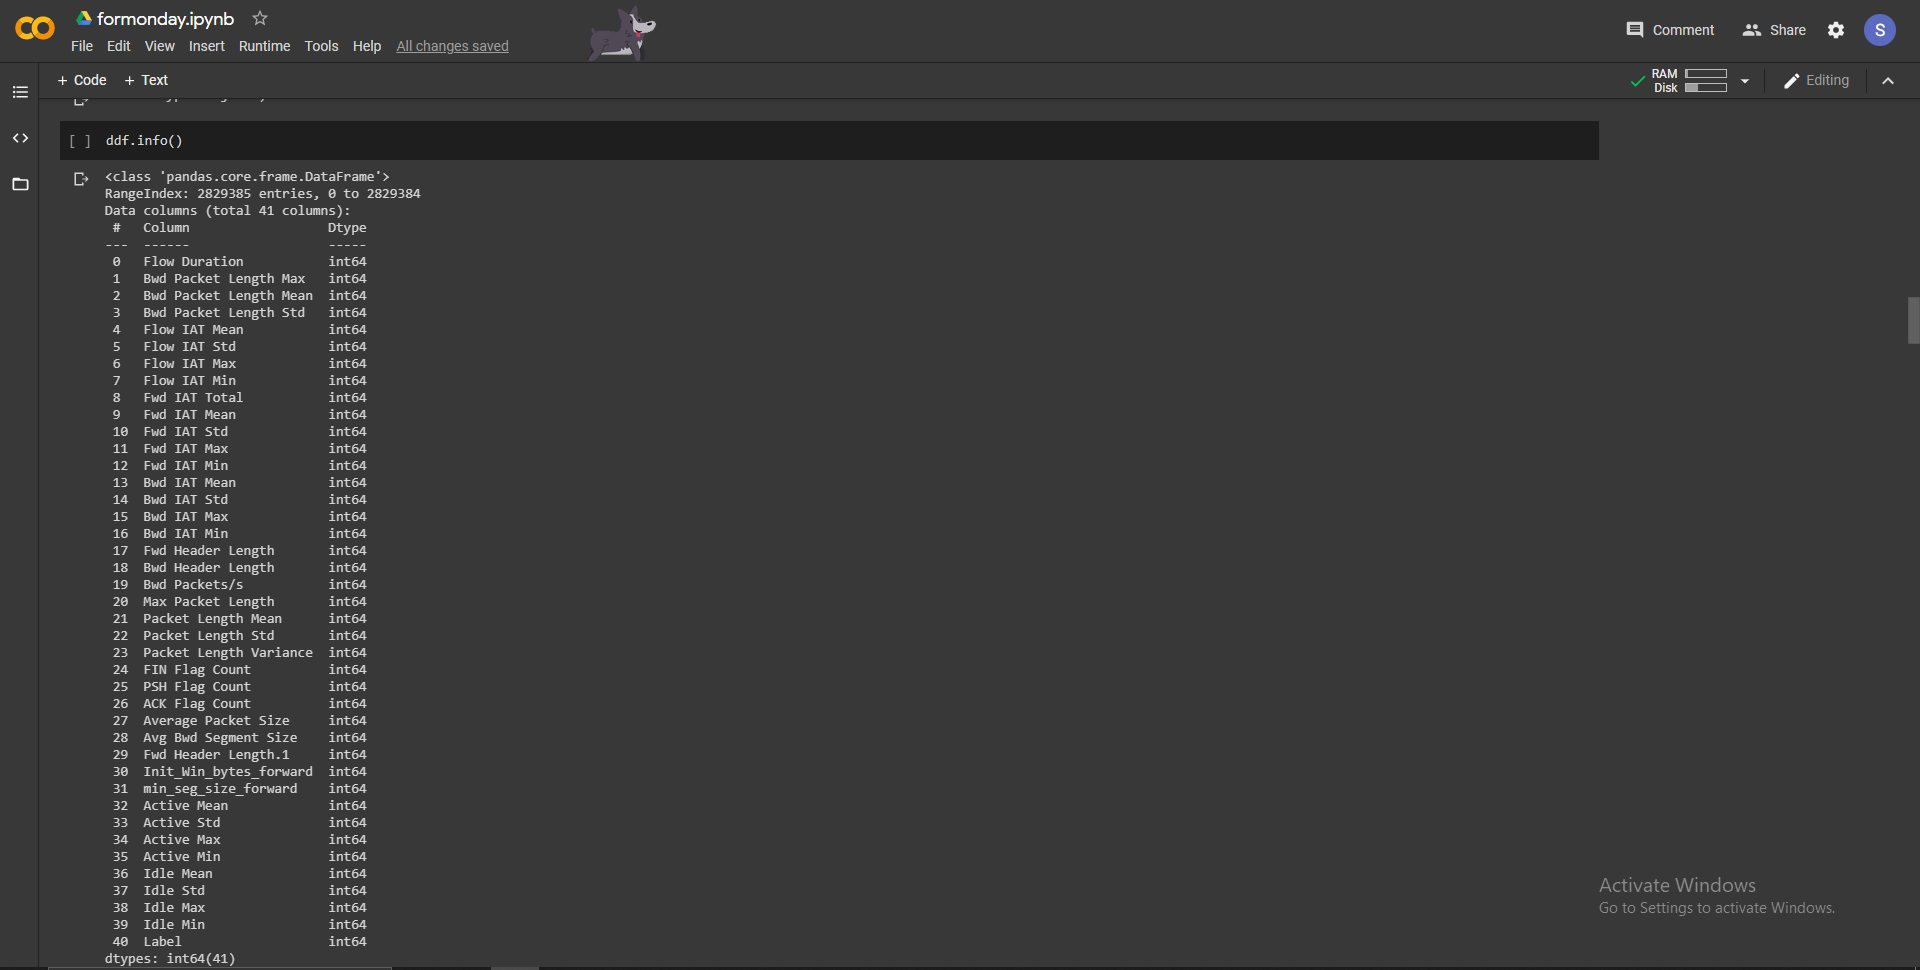 formonday.ipynb
File Edit View Insert Runtime Tools Help All changes saved
Comment Share S
+ Code + Text
RAM
Disk
Editing
[ ] ddf.info()
<class 'pandas.core.frame.DataFrame'>
RangeIndex: 2829385 entries, 0 to 2829384
Data columns (total 41 columns):
# Column Dtype
--- ------ -----
0 Flow Duration int64
1 Bwd Packet Length Max int64
2 Bwd Packet Length Mean int64
3 Bwd Packet Length Std int64
4 Flow IAT Mean int64
5 Flow IAT Std int64
6 Flow IAT Max int64
7 Flow IAT Min int64
8 Fwd IAT Total int64
9 Fwd IAT Mean int64
10 Fwd IAT Std int64
11 Fwd IAT Max int64
12 Fwd IAT Min int64
13 Bwd IAT Mean int64
14 Bwd IAT Std int64
15 Bwd IAT Max int64
16 Bwd IAT Min int64
17 Fwd Header Length int64
18 Bwd Header Length int64
19 Bwd Packets/s int64
20 Max Packet Length int64
21 Packet Length Mean int64
22 Packet Length Std int64
23 Packet Length Variance int64
24 FIN Flag Count int64
25 PSH Flag Count int64
26 ACK Flag Count int64
27 Average Packet Size int64
28 Avg Bwd Segment Size int64
29 Fwd Header Length.1 int64
30 Init_Win_bytes_forward int64
31 min_seg_size_forward int64
32 Active Mean int64
33 Active Std int64
34 Active Max int64
35 Active Min int64
36 Idle Mean int64
37 Idle Std int64
38 Idle Max int64
39 Idle Min int64
40 Label int64
dtypes: int64(41)
Activate Windows
Go to Settings to activate Windows.